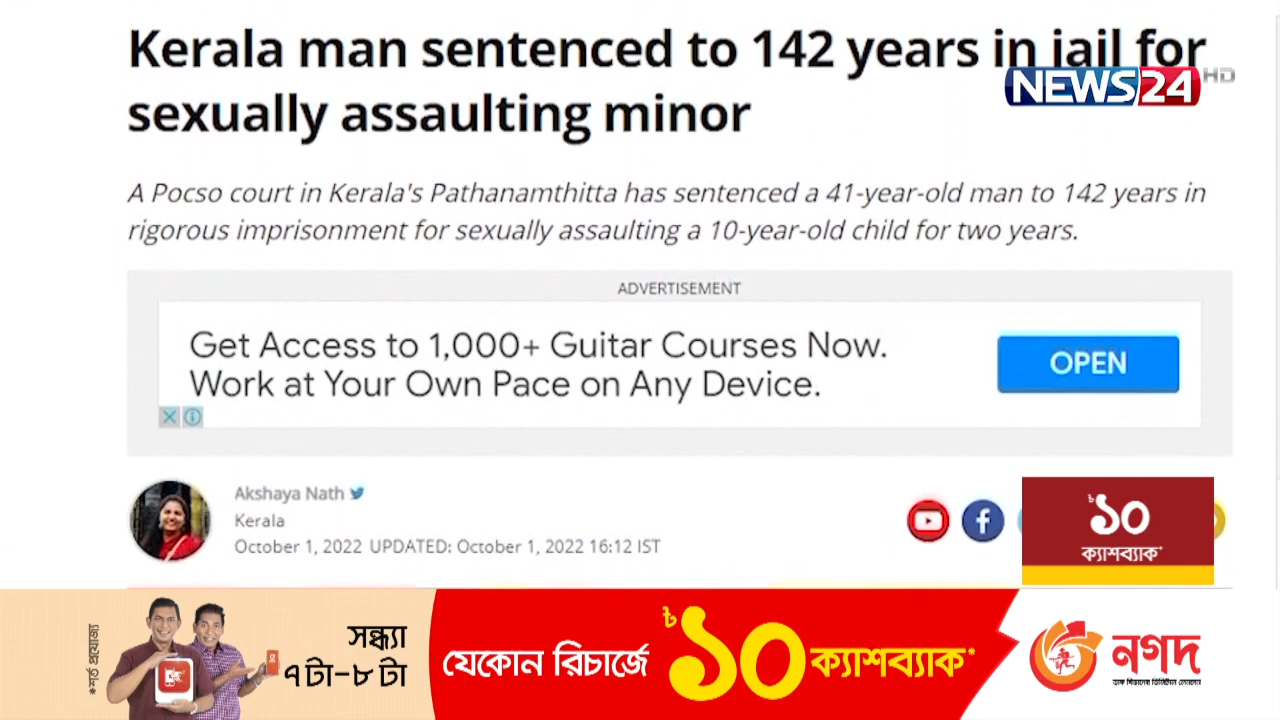 Kerala man sentenced to 142 years in jail for
sexually assaulting minor
NEWS24 HD
A Pocso court in Kerala's Pathanamthitta has sentenced a 41-year-old man to 142 years in
rigorous imprisonment for sexually assaulting a 10-year-old child for two years.
ADVERTISEMENT
Get Access to 1,000+ Guitar Courses Now.
Work at Your Own Pace on Any Device.
OPEN
Akshaya Nath
Kerala
October 1, 2022 UPDATED: October 1, 2022 16:12 IST
৳১০
ক্যাশব্যাক*
*শর্ত প্রযোজ্য
সন্ধ্যা
৭টা-৮টা
যেকোন রিচার্জে ৳১০ ক্যাশব্যাক*
নগদ